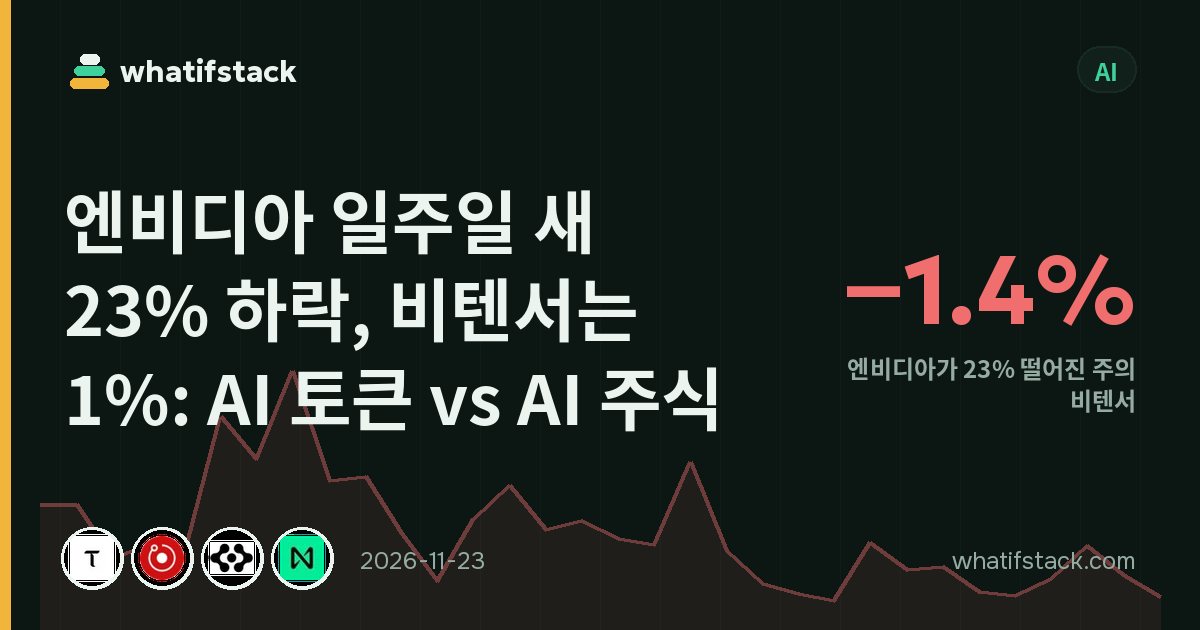 whatifstack
AI
엔비디아 일주일 새
23% 하락, 비텐서는
1%: AI 토큰 vs AI 주식
−1.4%
엔비디아가 23% 떨어진 주의
비텐서
τ
2026-11-23
whatifstack.com